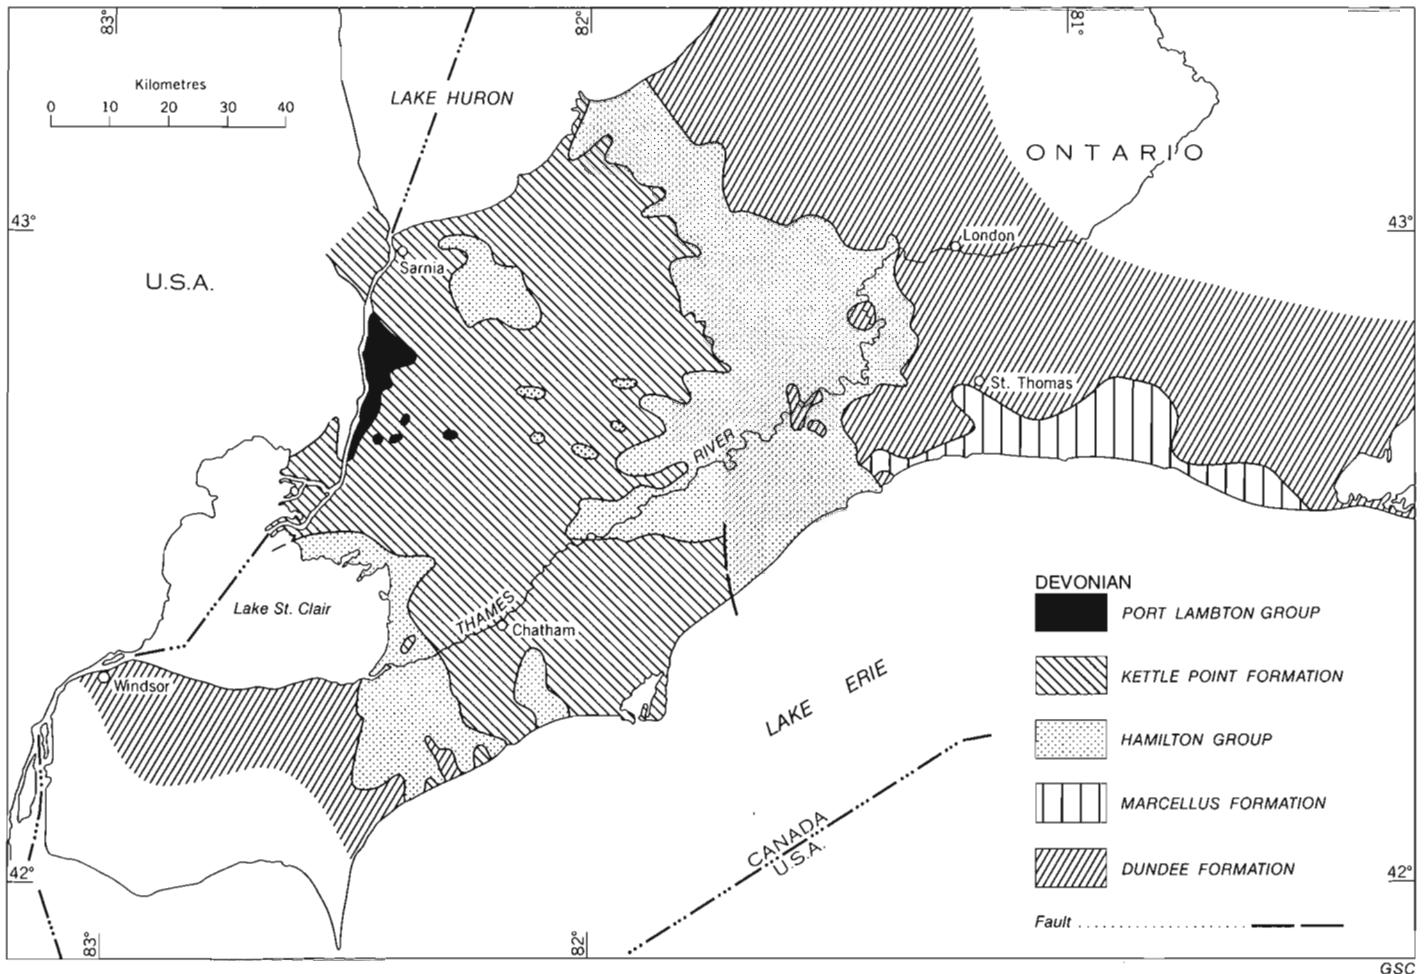 83°
82°
81°
Kilometres
0 10 20 30 40
LAKE HURON
ONTARIO
43°
43°
London
Sarnia
U.S.A.
St. Thomas
RIVER
DEVONIAN
PORT LAMBTON GROUP
Lake St. Clair
THAMES
Chatham
KETTLE POINT FORMATION
Windsor
LAKE ERIE
HAMILTON GROUP
MARCELLUS FORMATION
CANADA
U.S.A.
DUNDEE FORMATION
42°
42°
Fault
83°
82°
GSC